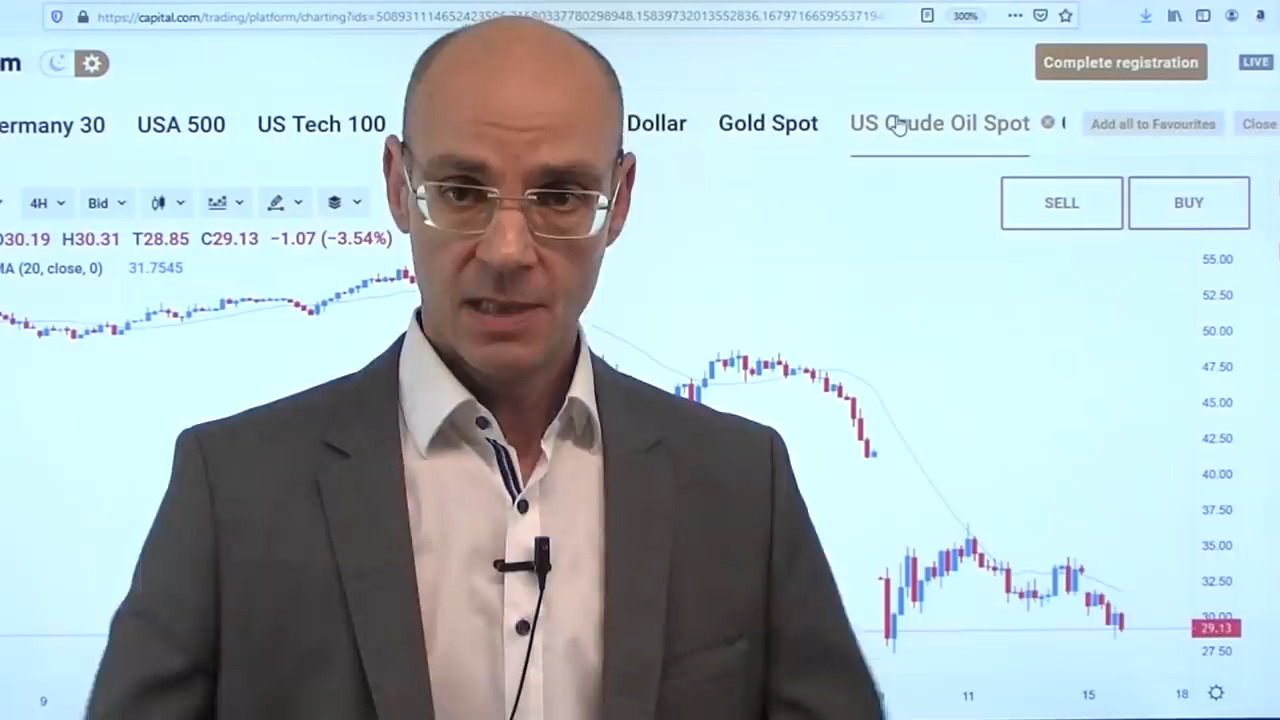 https://capital.com/trading/platform/charting?ids=
300%
m
Complete registration
LIVE
ermany 30
USA 500
US Tech 100
Dollar
Gold Spot
US Crude Oil Spot
Add all to Favourites
Close
4H
Bid
SELL
BUY
O30.19 H30.31 T28.85 C29.13 −1.07 (−3.54%)
MA (20, close, 0) 31.7545
55.00
52.50
50.00
47.50
45.00
42.50
40.00
37.50
35.00
32.50
30.00
29.13
27.50
9
11
15
18